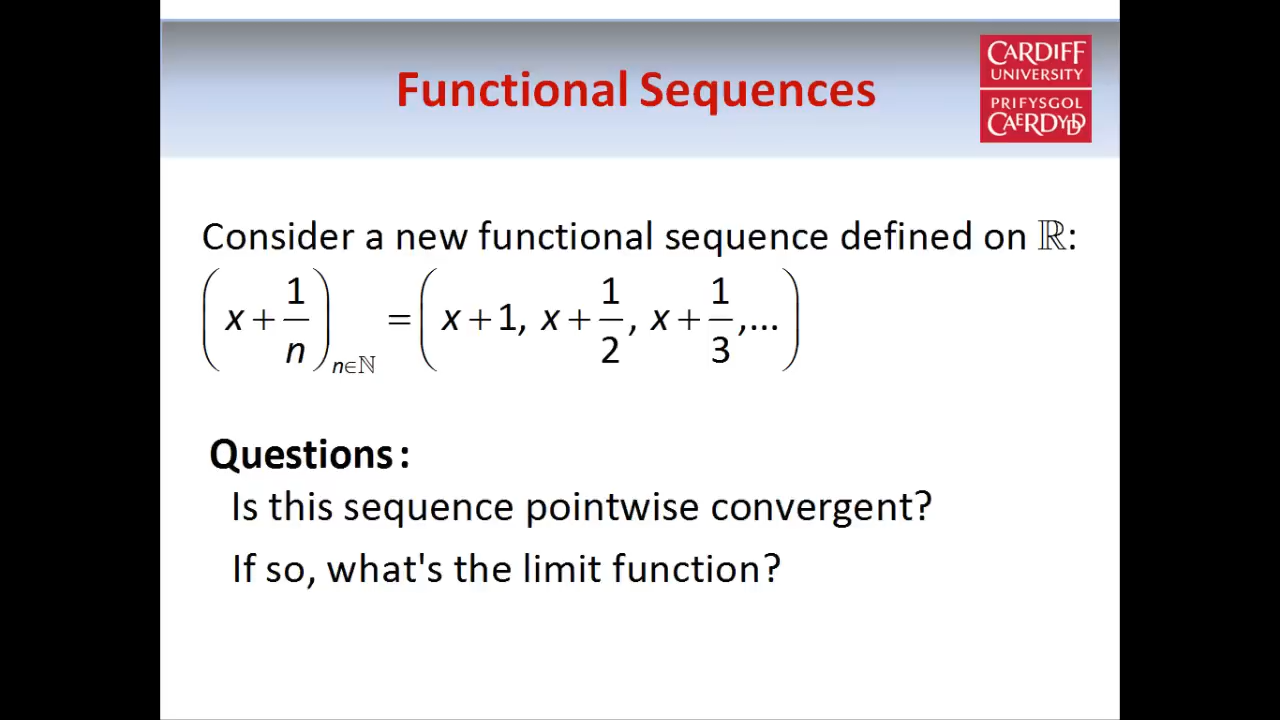 Functional Sequences
CARDIFF
UNIVERSITY
PRIFYSGOL
CAERDYDD
Consider a new functional sequence defined on ℝ:
(x + 1/n)n∈ℕ = (x + 1, x + 1/2, x + 1/3, ...)
Questions:
Is this sequence pointwise convergent?
If so, what's the limit function?